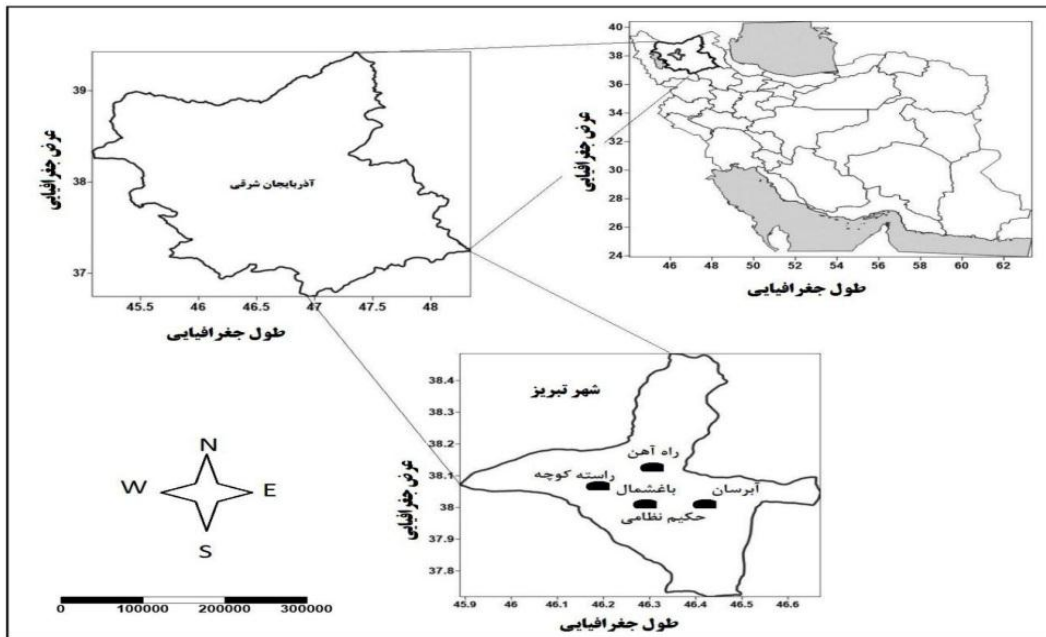 39
38
37
عرض جغرافیایی
آذربایجان شرقی
45.5 46 46.5 47 47.5 48
طول جغرافیایی
40
38
36
34
32
30
28
26
24
عرض جغرافیایی
46 48 50 52 54 56 58 60 62
طول جغرافیایی
38.4
38.3
38.2
38.1
38
37.9
37.8
عرض جغرافیایی
شهر تبریز
راه آهن
راسته کوچه
باغشمال
آبرسان
حکیم نظامی
45.9 46 46.1 46.2 46.3 46.4 46.5 46.6
طول جغرافیایی
N
W E
S
0 100000 200000 300000